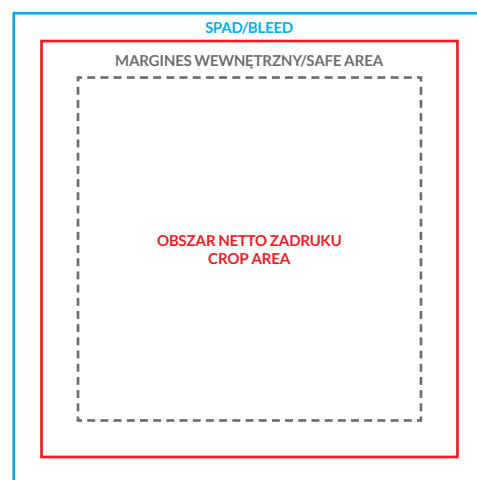 SPAD/BLEED
MARGINES WEWNĘTRZNY/SAFE AREA
OBSZAR NETTO ZADRUKU
CROP AREA